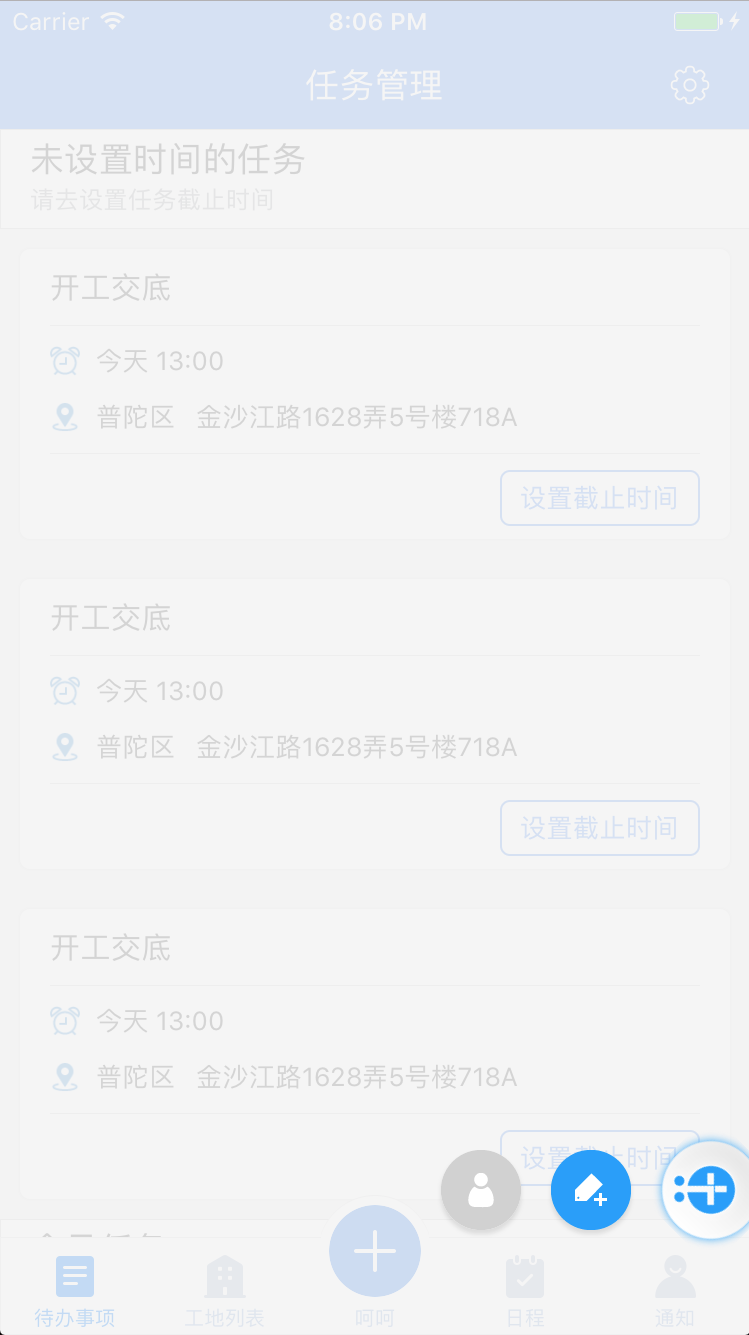 Carrier 8:06 PM
任务管理
未设置时间的任务
请去设置任务截止时间
开工交底
今天 13:00
普陀区 金沙江路1628弄5号楼718A
设置截止时间
开工交底
今天 13:00
普陀区 金沙江路1628弄5号楼718A
设置截止时间
开工交底
今天 13:00
普陀区 金沙江路1628弄5号楼718A
设置截止时间
待办事项 工地列表 呵呵 日程 通知